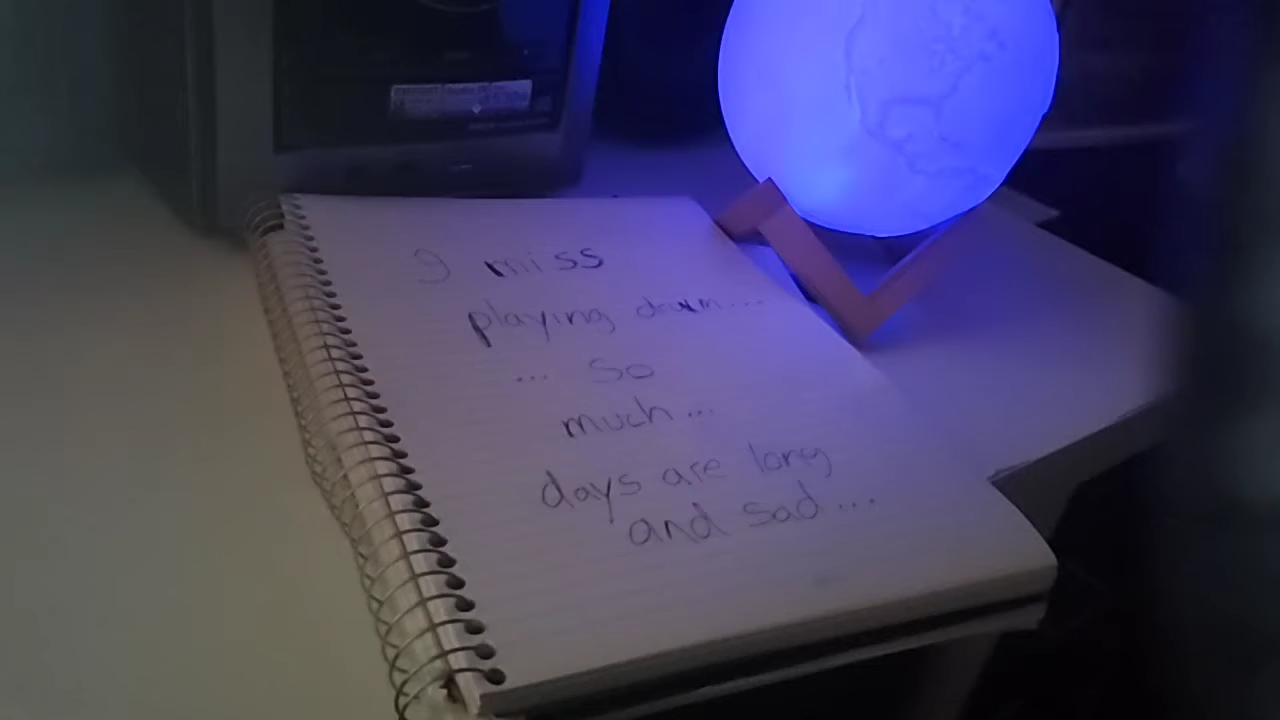 I miss
playing drum...
... So
much...
days are long
and sad...